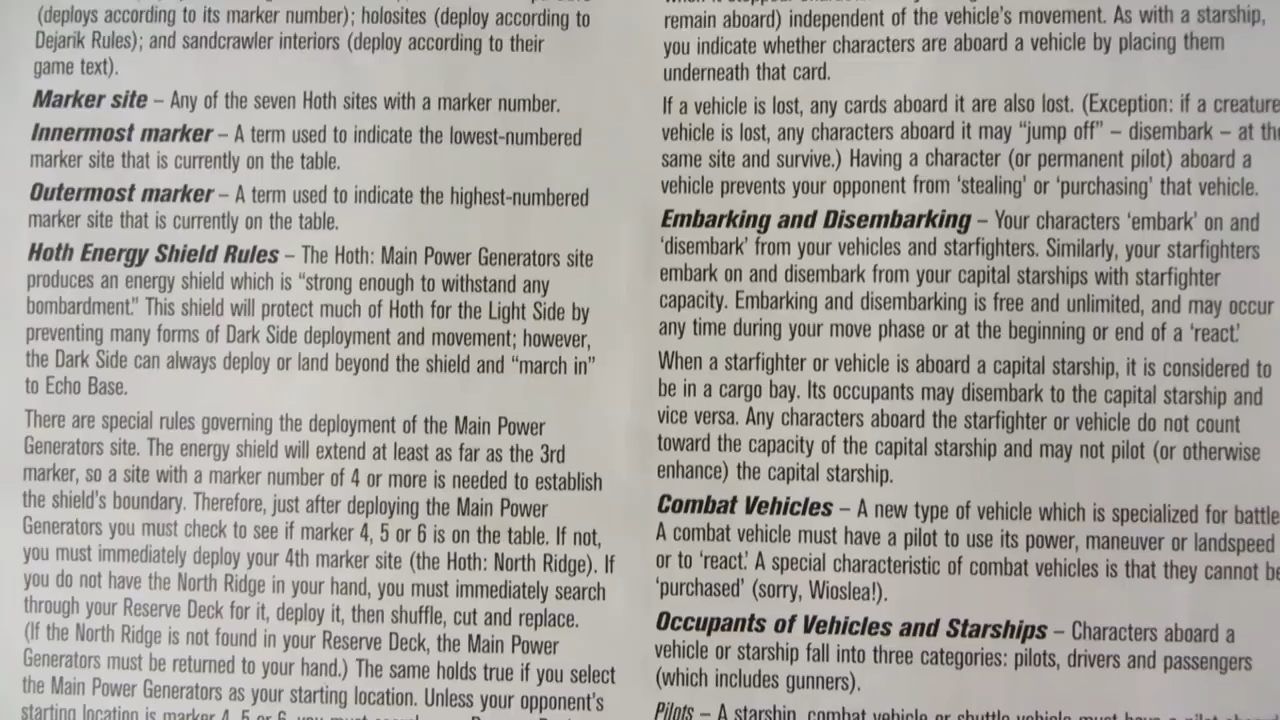 (deploys according to its marker number); holosites (deploy according to
Dejarik Rules); and sandcrawler interiors (deploy according to their
game text).
Marker site – Any of the seven Hoth sites with a marker number.
Innermost marker – A term used to indicate the lowest-numbered
marker site that is currently on the table.
Outermost marker – A term used to indicate the highest-numbered
marker site that is currently on the table.
Hoth Energy Shield Rules – The Hoth: Main Power Generators site
produces an energy shield which is “strong enough to withstand any
bombardment.” This shield will protect much of Hoth for the Light Side by
preventing many forms of Dark Side deployment and movement; however,
the Dark Side can always deploy or land beyond the shield and “march in”
to Echo Base.
There are special rules governing the deployment of the Main Power
Generators site. The energy shield will extend at least as far as the 3rd
marker, so a site with a marker number of 4 or more is needed to establish
the shield’s boundary. Therefore, just after deploying the Main Power
Generators you must check to see if marker 4, 5 or 6 is on the table. If not,
you must immediately deploy your 4th marker site (the Hoth: North Ridge). If
you do not have the North Ridge in your hand, you must immediately search
through your Reserve Deck for it, deploy it, then shuffle, cut and replace.
(If the North Ridge is not found in your Reserve Deck, the Main Power
Generators must be returned to your hand.) The same holds true if you select
the Main Power Generators as your starting location. Unless your opponent’s
starting location is marker 4, 5 or 6, you must
remain aboard) independent of the vehicle’s movement. As with a starship,
you indicate whether characters are aboard a vehicle by placing them
underneath that card.
If a vehicle is lost, any cards aboard it are also lost. (Exception: if a creature
vehicle is lost, any characters aboard it may “jump off” – disembark – at the
same site and survive.) Having a character (or permanent pilot) aboard a
vehicle prevents your opponent from ‘stealing’ or ‘purchasing’ that vehicle.
Embarking and Disembarking – Your characters ‘embark’ on and
‘disembark’ from your vehicles and starfighters. Similarly, your starfighters
embark on and disembark from your capital starships with starfighter
capacity. Embarking and disembarking is free and unlimited, and may occur
any time during your move phase or at the beginning or end of a ‘react.’
When a starfighter or vehicle is aboard a capital starship, it is considered to
be in a cargo bay. Its occupants may disembark to the capital starship and
vice versa. Any characters aboard the starfighter or vehicle do not count
toward the capacity of the capital starship and may not pilot (or otherwise
enhance) the capital starship.
Combat Vehicles – A new type of vehicle which is specialized for battle
A combat vehicle must have a pilot to use its power, maneuver or landspeed
or to ‘react.’ A special characteristic of combat vehicles is that they cannot be
‘purchased’ (sorry, Wioslea!).
Occupants of Vehicles and Starships – Characters aboard a
vehicle or starship fall into three categories: pilots, drivers and passengers
(which includes gunners).
Pilots – A starship, combat vehicle or shuttle vehicle must have a pilot